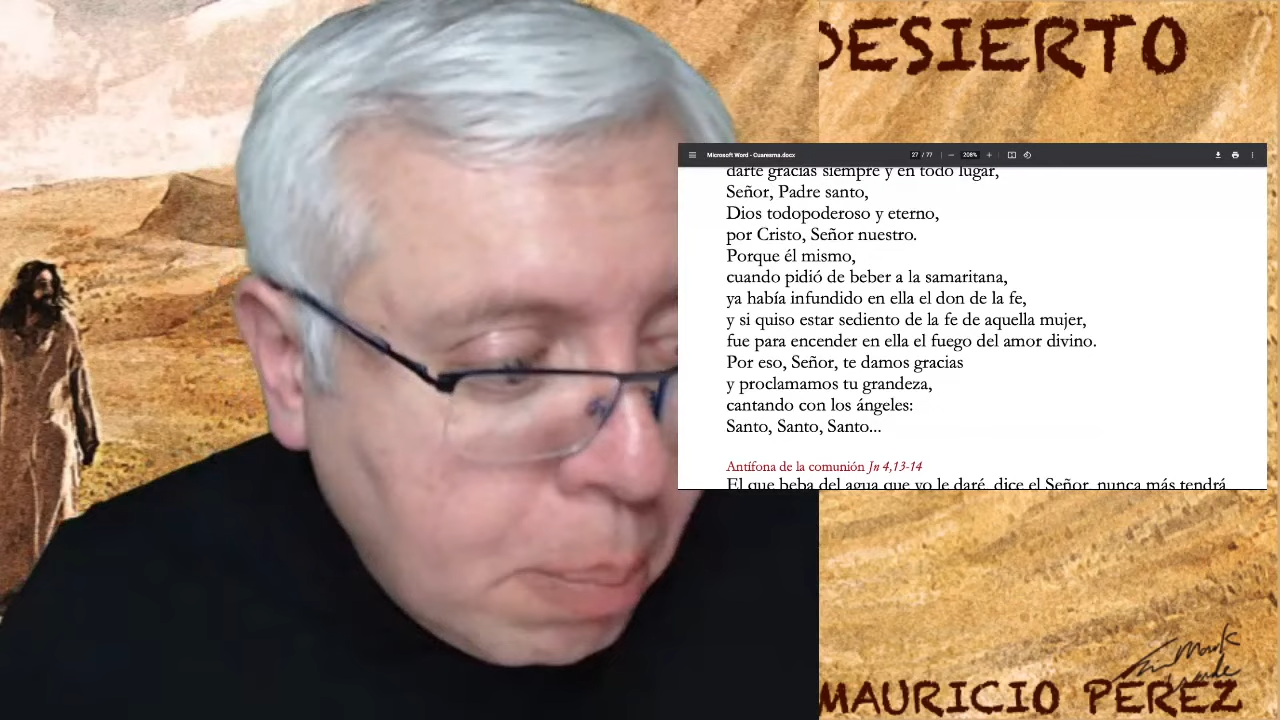 DESIERTO
Microsoft Word - Cuaresma.docx
27 / 77
208%
darte gracias siempre y en todo lugar,
Señor, Padre santo,
Dios todopoderoso y eterno,
por Cristo, Señor nuestro.
Porque él mismo,
cuando pidió de beber a la samaritana,
ya había infundido en ella el don de la fe,
y si quiso estar sediento de la fe de aquella mujer,
fue para encender en ella el fuego del amor divino.
Por eso, Señor, te damos gracias
y proclamamos tu grandeza,
cantando con los ángeles:
Santo, Santo, Santo...
Antífona de la comunión Jn 4,13-14
El que beba del agua que yo le daré, dice el Señor, nunca más tendrá
MAURICIO PÉREZ